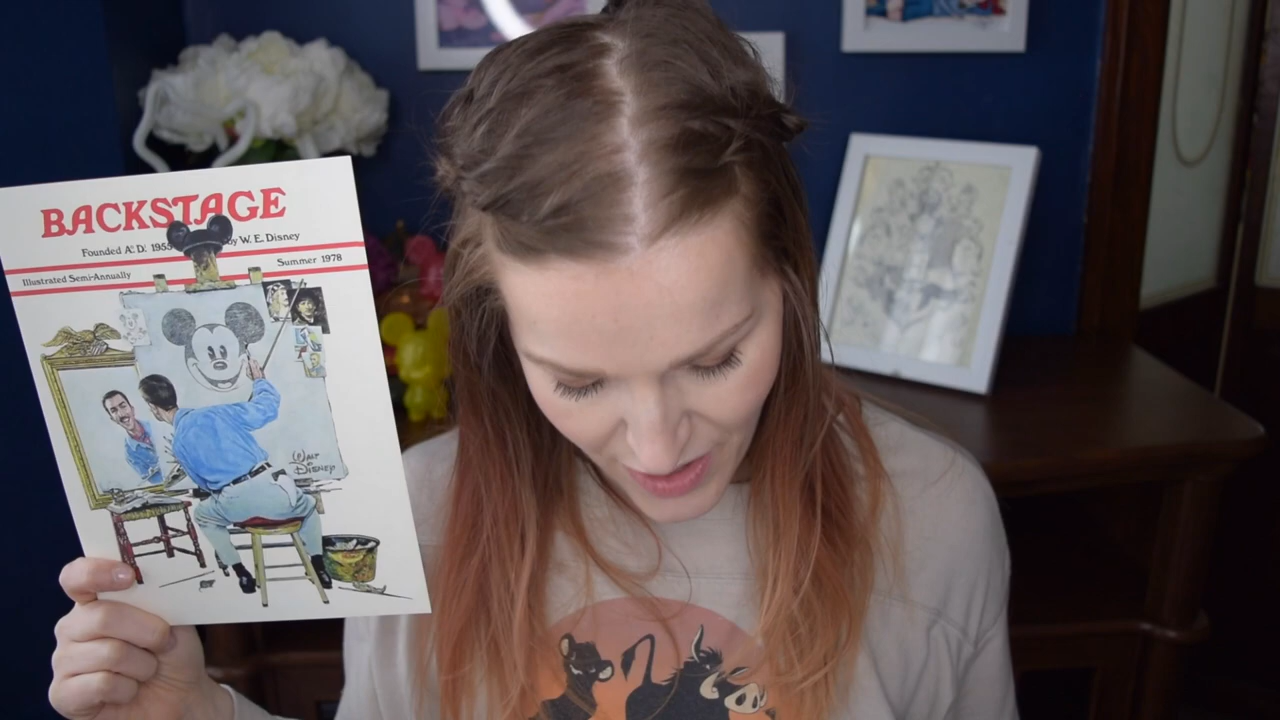 BACKSTAGE
Founded A.D. 1955 by W. E. Disney
Illustrated Semi-Annually
Summer 1978
WALT
DISNEY